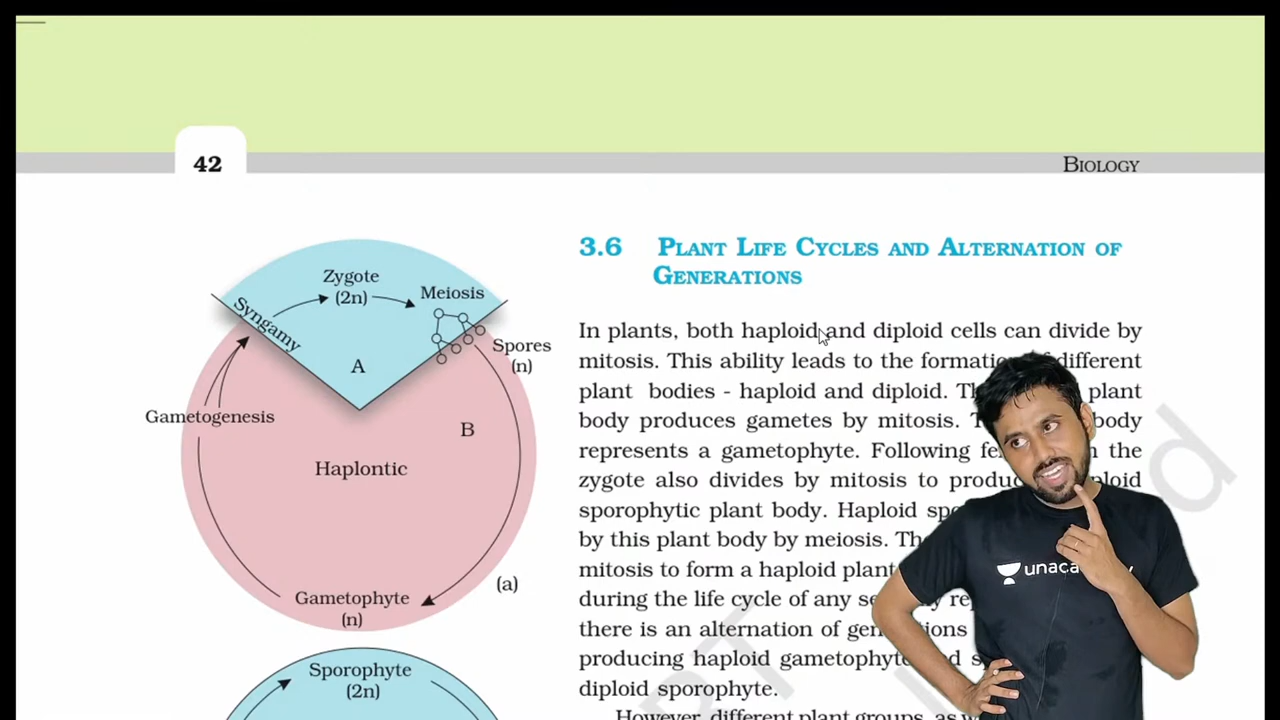 42
BIOLOGY
Zygote
(2n)
Meiosis
Syngamy
Spores
(n)
A
Gametogenesis
B
Haplontic
Gametophyte
(n)
(a)
Sporophyte
(2n)
3.6 PLANT LIFE CYCLES AND ALTERNATION OF
GENERATIONS
In plants, both haploid and diploid cells can divide by
mitosis. This ability leads to the formation different
plant bodies - haploid and diploid. plant
body produces gametes by mitosis. body
represents a gametophyte. Following the
zygote also divides by mitosis to
sporophytic plant body. Haploid
by this plant body by meiosis.
mitosis to form a haploid plant
during the life cycle of any
there is an alternation of
producing haploid gametophyte
diploid sporophyte.
However, different plant groups, as
unac